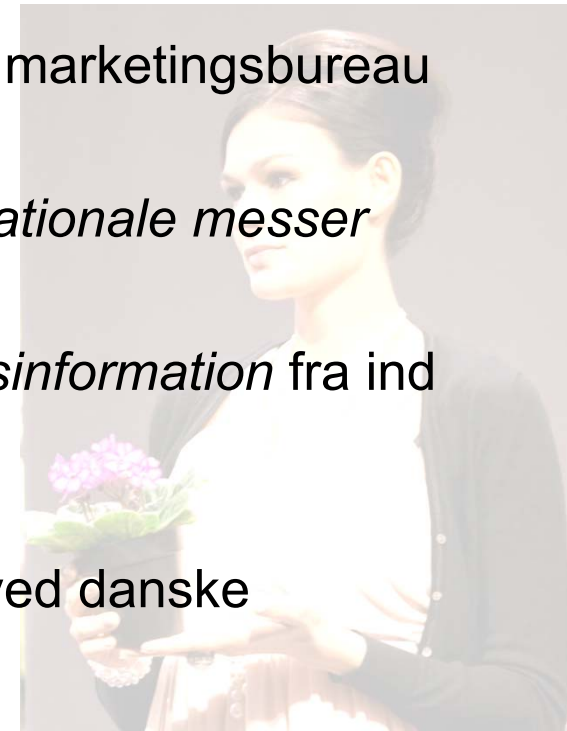 marketingsbureau
ationale messer
sinformation fra ind
ved danske